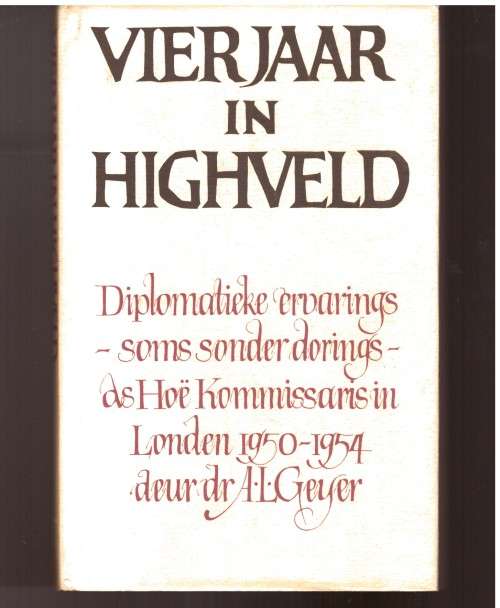 VIER JAAR
IN
HIGHVELD
Diplomatieke ervarings
- soms sonder dorings -
as Hoë Kommissaris in
Londen 1950-1954
deur dr A·L·Geyer